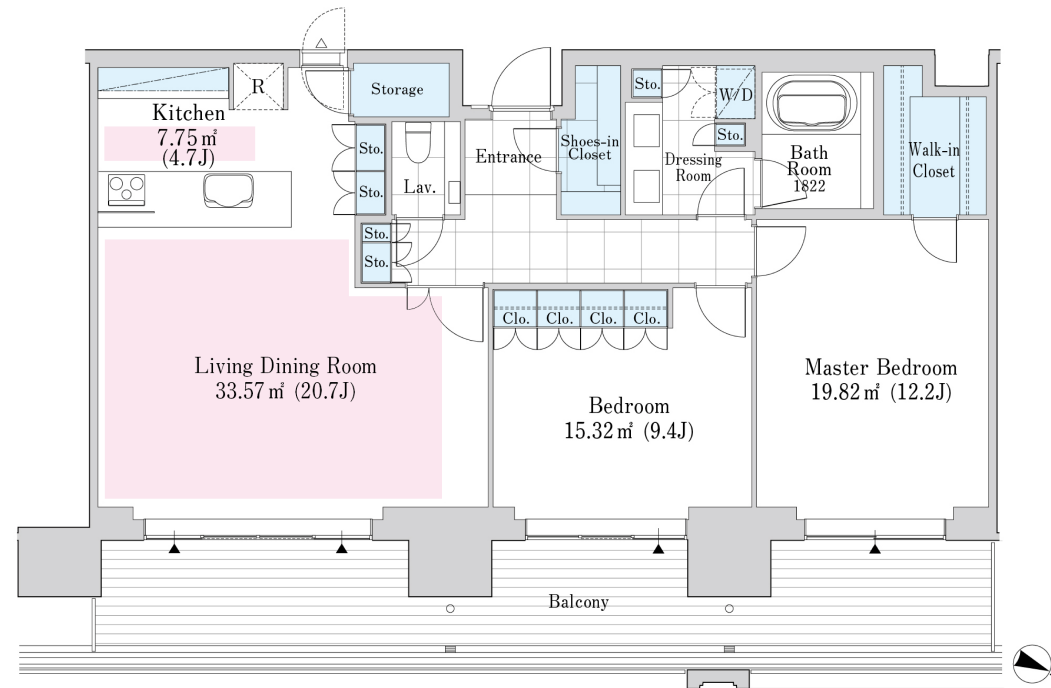 R
Kitchen
7.75㎡
(4.7J)
Storage
Sto.
Sto.
Lav.
Sto.
Sto.
Entrance
Shoes-in
Closet
Sto.
W/D
Sto.
Dressing
Room
Bath
Room
1822
Walk-in
Closet
Clo.
Clo.
Clo.
Clo.
Living Dining Room
33.57㎡ (20.7J)
Bedroom
15.32㎡ (9.4J)
Master Bedroom
19.82㎡ (12.2J)
Balcony